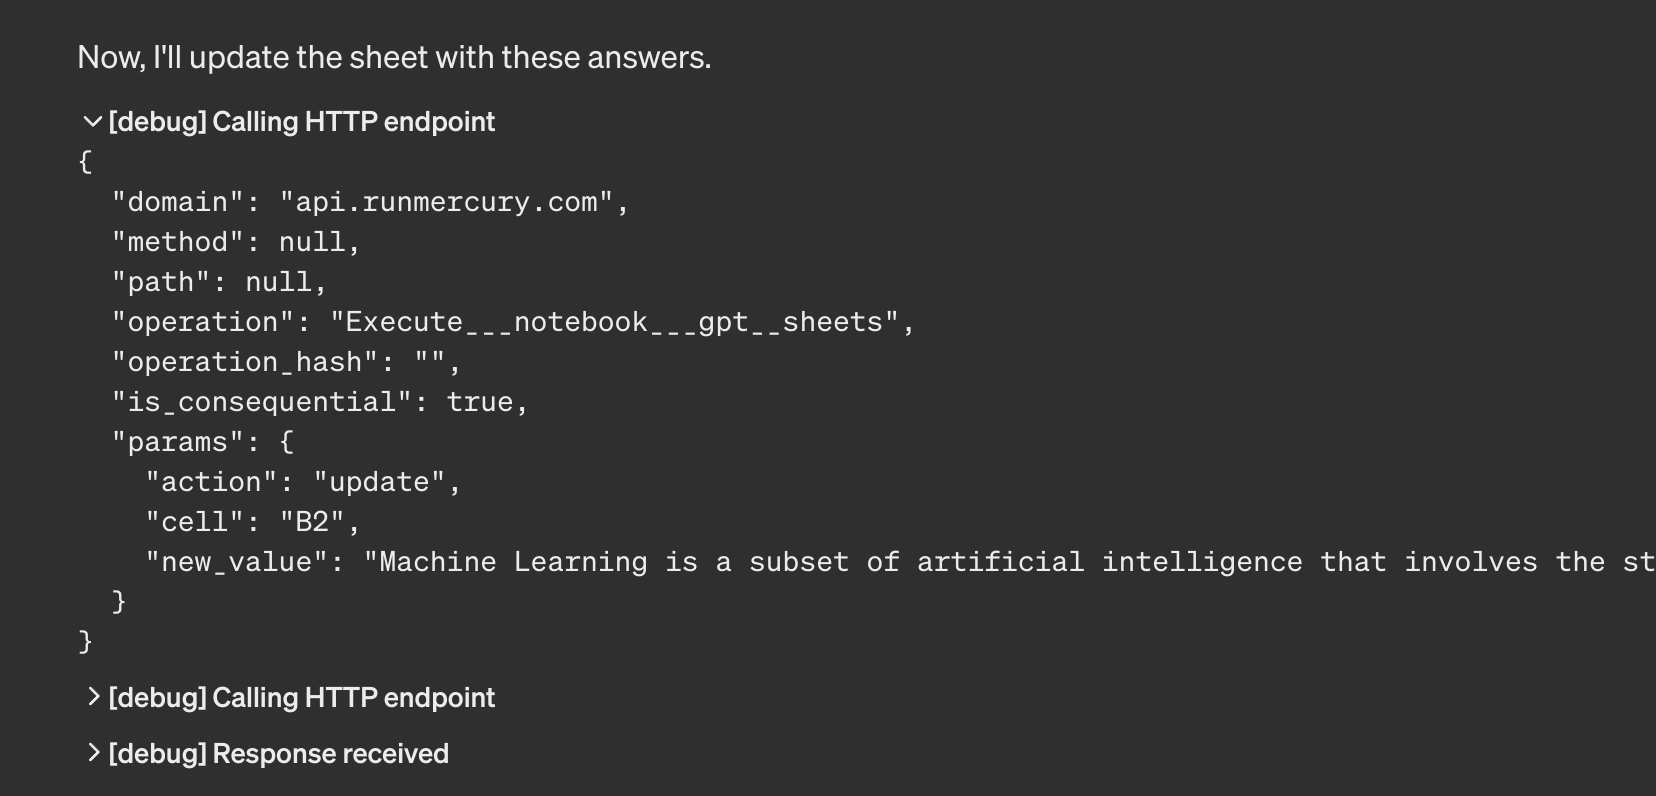 Now, I'll update the sheet with these answers.
[debug] Calling HTTP endpoint
{
  "domain": "api.runmercury.com",
  "method": null,
  "path": null,
  "operation": "Execute___notebook___gpt__sheets",
  "operation_hash": "",
  "is_consequential": true,
  "params": {
    "action": "update",
    "cell": "B2",
    "new_value": "Machine Learning is a subset of artificial intelligence that involves the st
  }
}
[debug] Calling HTTP endpoint
[debug] Response received